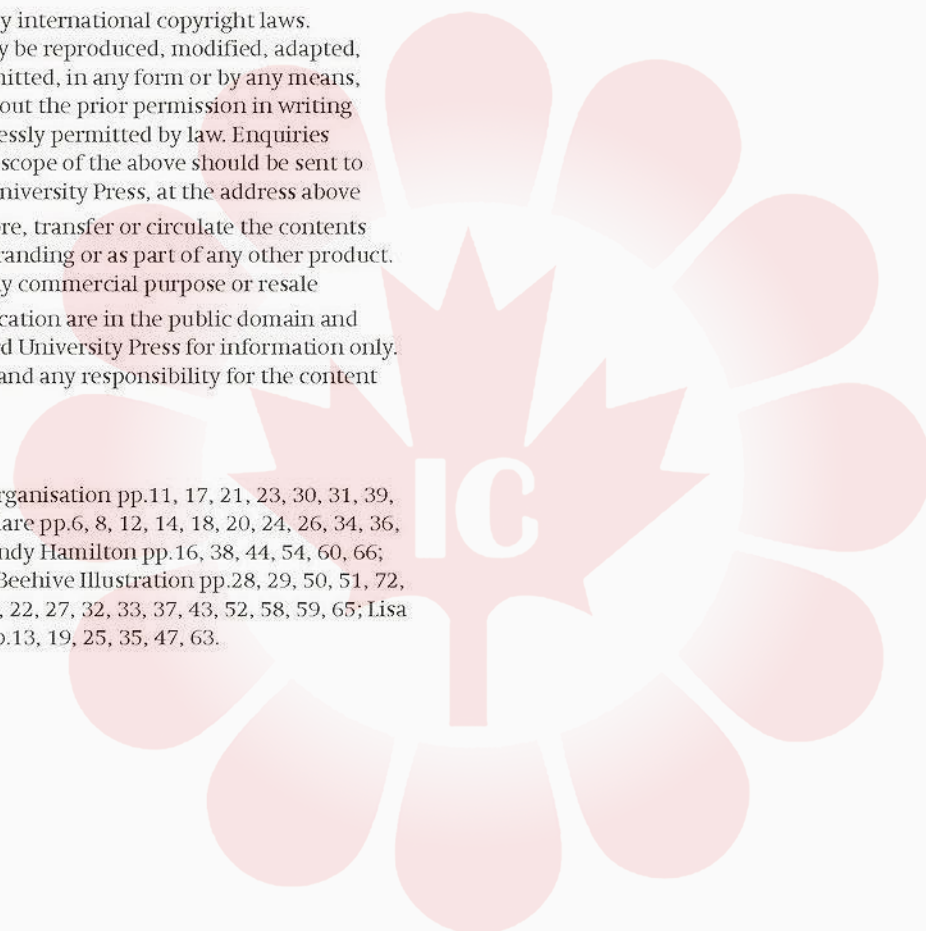 y international copyright laws.
y be reproduced, modified, adapted,
nitted, in any form or by any means,
out the prior permission in writing
essly permitted by law. Enquiries
scope of the above should be sent to
niversity Press, at the address above
re, transfer or circulate the contents
randing or as part of any other product.
y commercial purpose or resale
cation are in the public domain and
d University Press for information only.
and any responsibility for the content
rganisation pp.11, 17, 21, 23, 30, 31, 39,
are pp.6, 8, 12, 14, 18, 20, 24, 26, 34, 36,
ndy Hamilton pp.16, 38, 44, 54, 60, 66;
Beehive Illustration pp.28, 29, 50, 51, 72,
, 22, 27, 32, 33, 37, 43, 52, 58, 59, 65; Lisa
p.13, 19, 25, 35, 47, 63.
IC